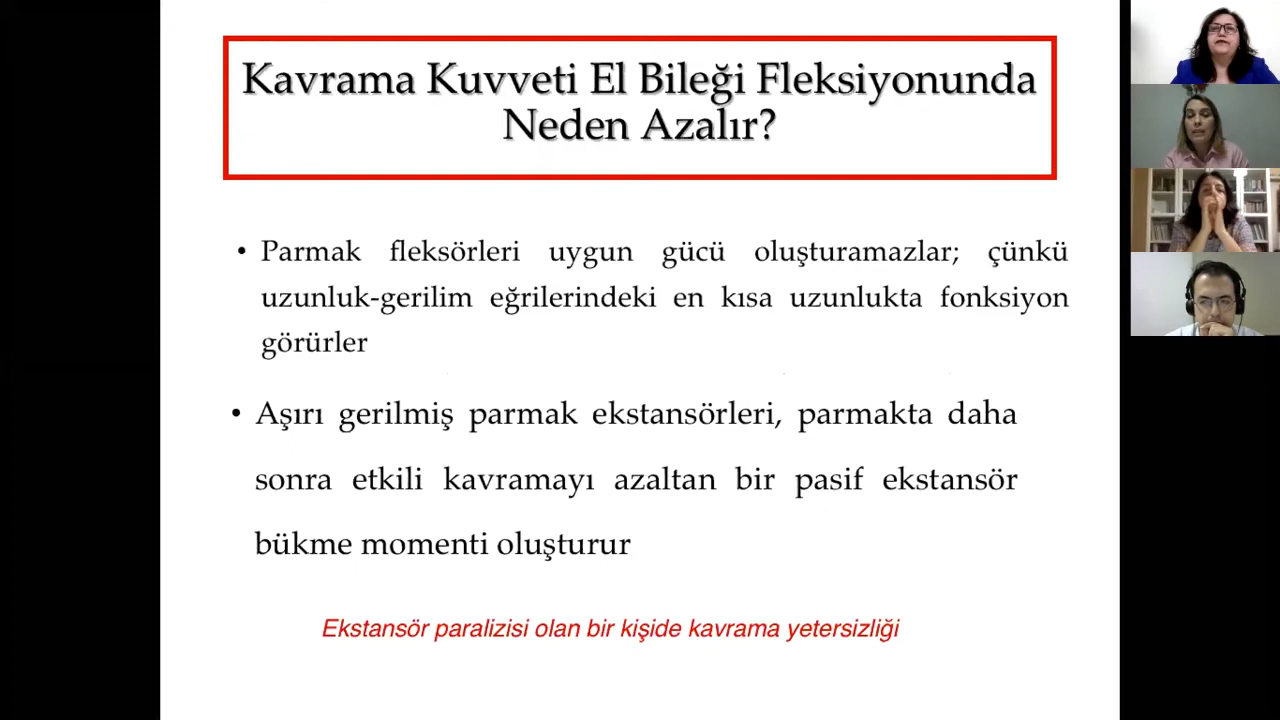 Kavrama Kuvveti El Bileği Fleksiyonunda
Neden Azalır?
• Parmak fleksörleri uygun gücü oluşturamazlar; çünkü
uzunluk-gerilim eğrilerindeki en kısa uzunlukta fonksiyon
görürler
• Aşırı gerilmiş parmak ekstansörleri, parmakta daha
sonra etkili kavramayı azaltan bir pasif ekstansör
bükme momenti oluşturur
Ekstansör paralizisi olan bir kişide kavrama yetersizliği